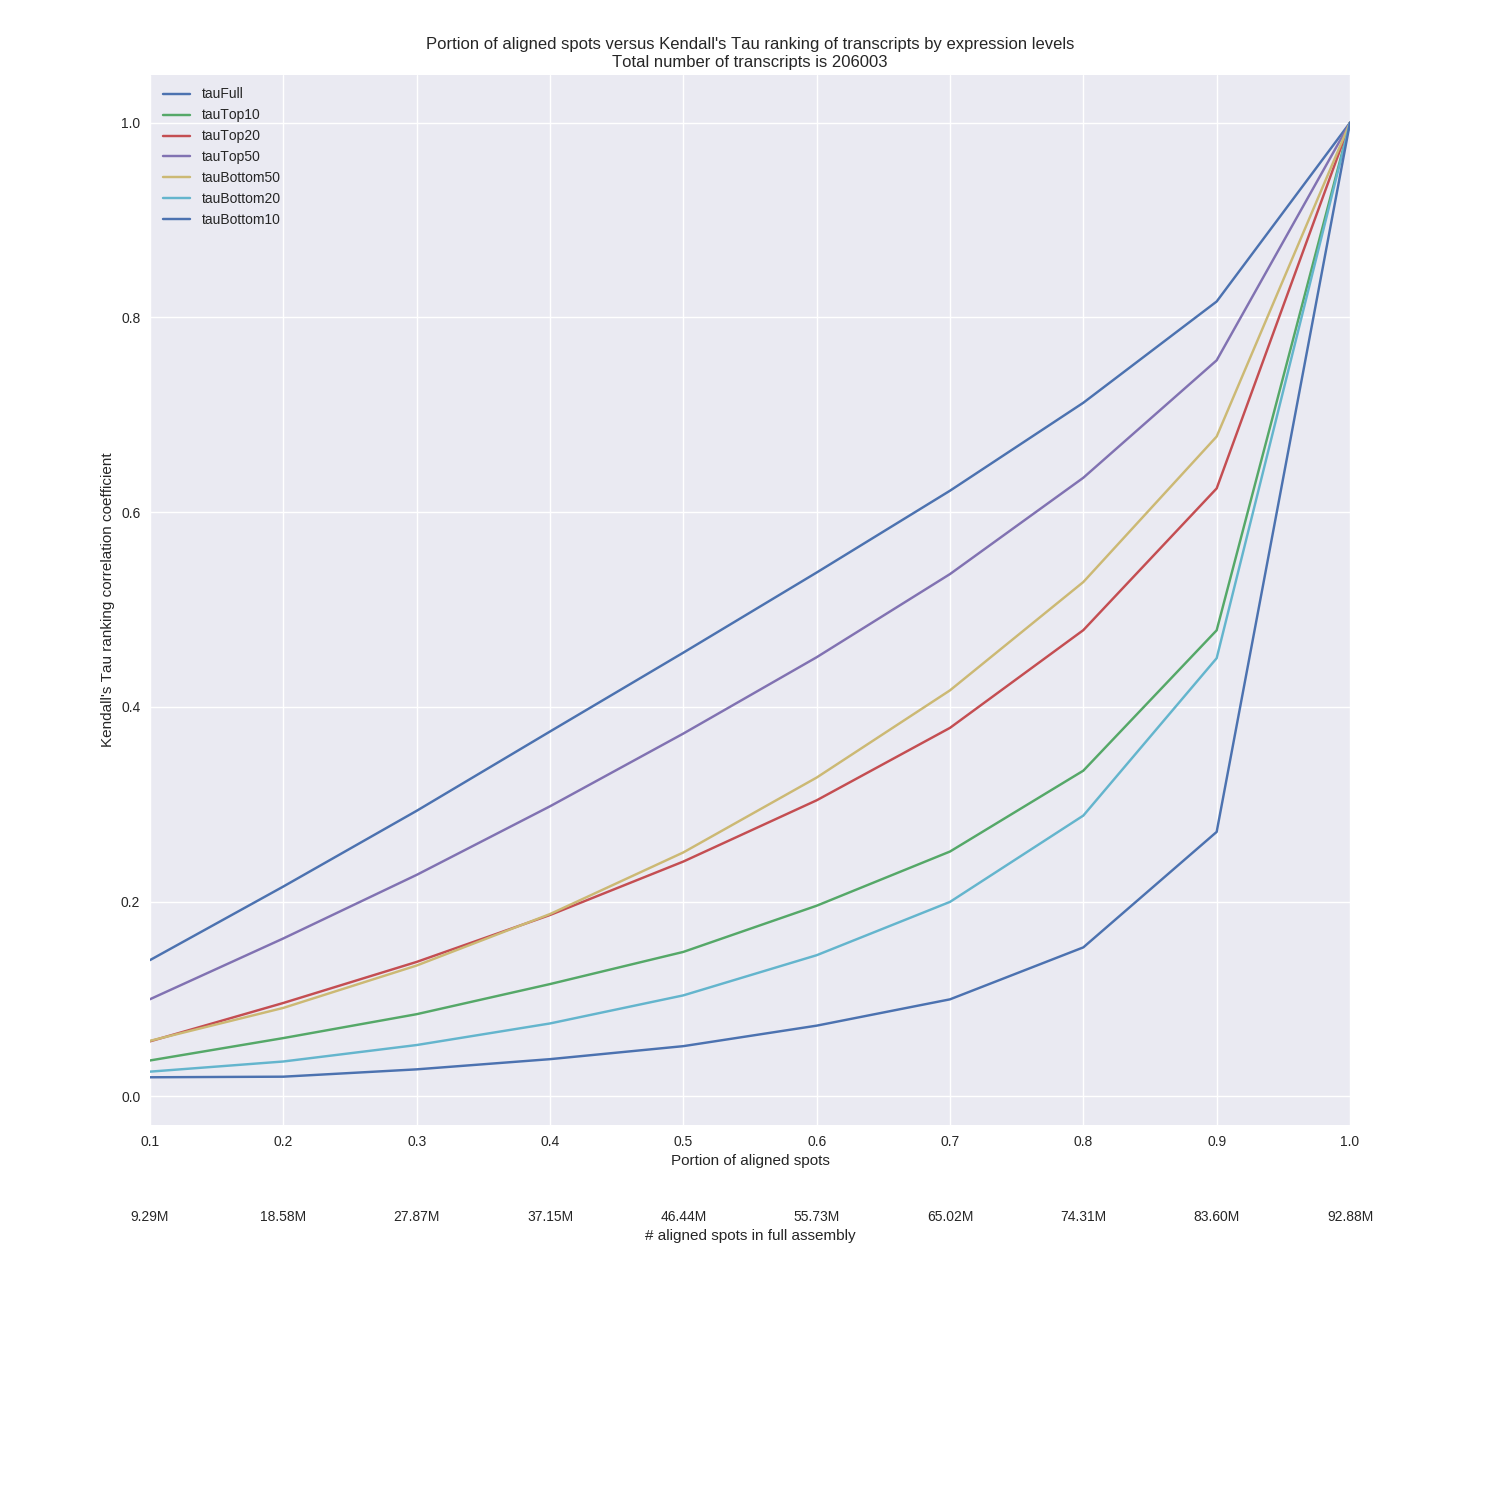 Portion of aligned spots versus Kendall's Tau ranking of transcripts by expression levels
Total number of transcripts is 206003
tauFull
tauTop10
tauTop20
tauTop50
tauBottom50
tauBottom20
tauBottom10
1.0
0.8
0.6
0.4
0.2
0.0
Kendall's Tau ranking correlation coefficient
0.1 0.2 0.3 0.4 0.5 0.6 0.7 0.8 0.9 1.0
Portion of aligned spots
9.29M 18.58M 27.87M 37.15M 46.44M 55.73M 65.02M 74.31M 83.60M 92.88M
# aligned spots in full assembly